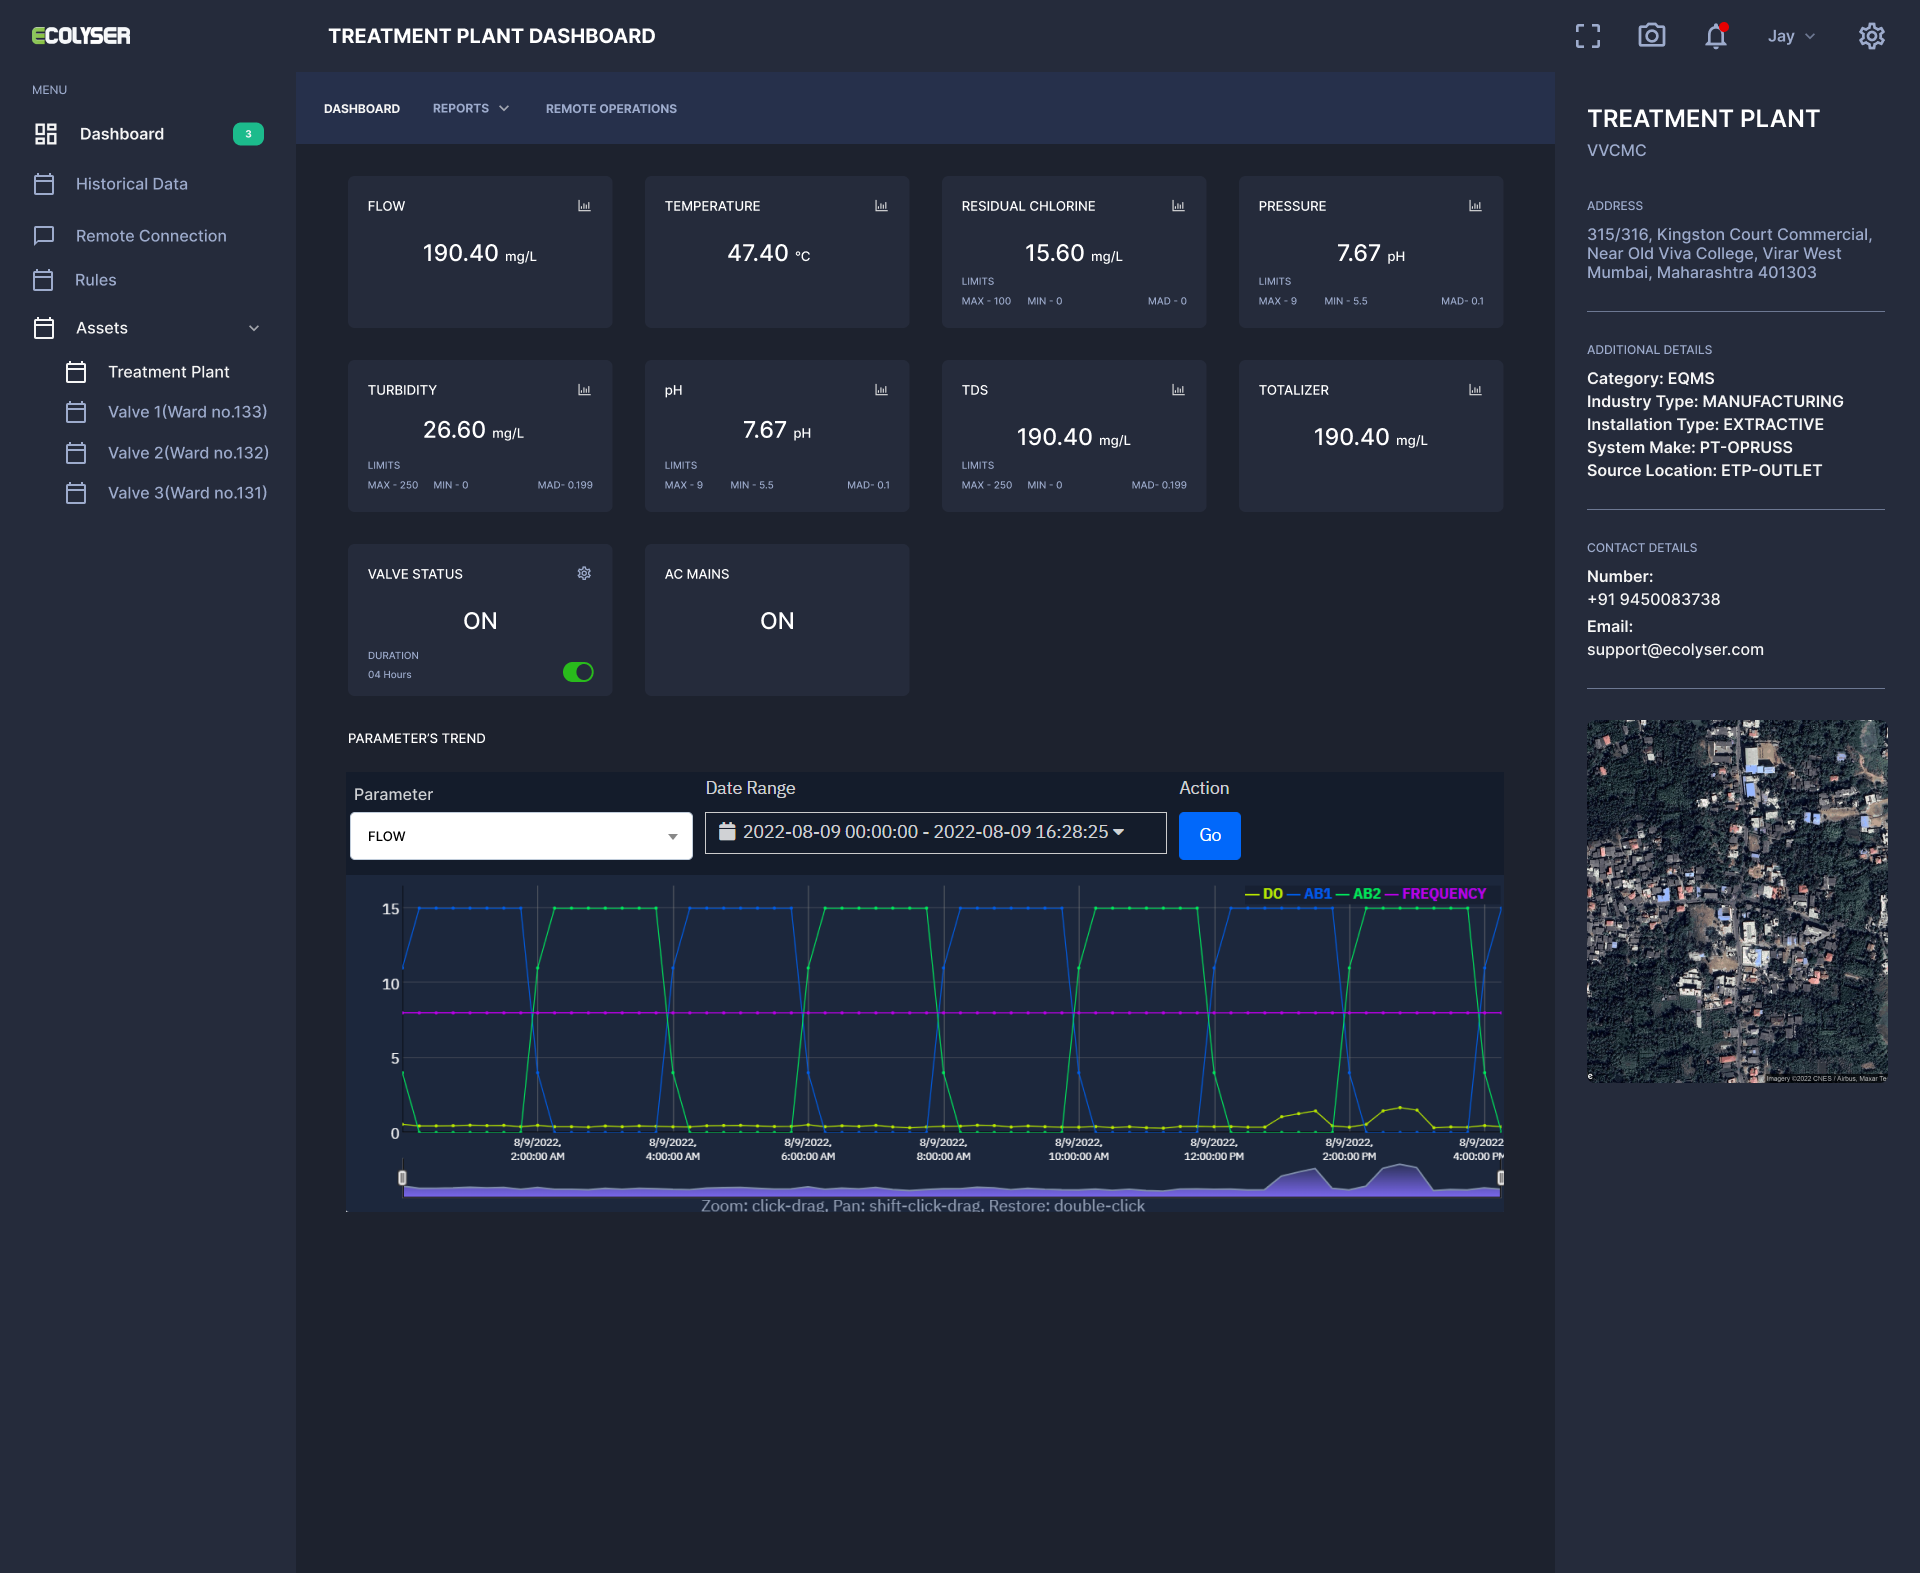 ECOLYSER
TREATMENT PLANT DASHBOARD
Jay
MENU
Dashboard
3
Historical Data
Remote Connection
Rules
Assets
Treatment Plant
Valve 1(Ward no.133)
Valve 2(Ward no.132)
Valve 3(Ward no.131)
DASHBOARD
REPORTS
REMOTE OPERATIONS
FLOW
190.40 mg/L
TEMPERATURE
47.40 °C
RESIDUAL CHLORINE
15.60 mg/L
LIMITS
MAX - 100 MIN - 0 MAD - 0
PRESSURE
7.67 pH
LIMITS
MAX - 9 MIN - 5.5 MAD- 0.1
TURBIDITY
26.60 mg/L
LIMITS
MAX - 250 MIN - 0 MAD- 0.199
pH
7.67 pH
LIMITS
MAX - 9 MIN - 5.5 MAD- 0.1
TDS
190.40 mg/L
LIMITS
MAX - 250 MIN - 0 MAD- 0.199
TOTALIZER
190.40 mg/L
VALVE STATUS
ON
DURATION
04 Hours
AC MAINS
ON
PARAMETER'S TREND
Parameter
FLOW
Date Range
2022-08-09 00:00:00 - 2022-08-09 16:28:25
Action
Go
DO AB1 AB2 FREQUENCY
15
10
5
0
8/9/2022,
2:00:00 AM
8/9/2022,
4:00:00 AM
8/9/2022,
6:00:00 AM
8/9/2022,
8:00:00 AM
8/9/2022,
10:00:00 AM
8/9/2022,
12:00:00 PM
8/9/2022,
2:00:00 PM
8/9/2022
4:00:00 PM
Zoom: click-drag, Pan: shift-click-drag, Restore: double-click
TREATMENT PLANT
VVCMC
ADDRESS
315/316, Kingston Court Commercial,
Near Old Viva College, Virar West
Mumbai, Maharashtra 401303
ADDITIONAL DETAILS
Category: EQMS
Industry Type: MANUFACTURING
Installation Type: EXTRACTIVE
System Make: PT-OPRUSS
Source Location: ETP-OUTLET
CONTACT DETAILS
Number:
+91 9450083738
Email:
support@ecolyser.com
e
Imagery ©2022 CNES / Airbus, Maxar Te